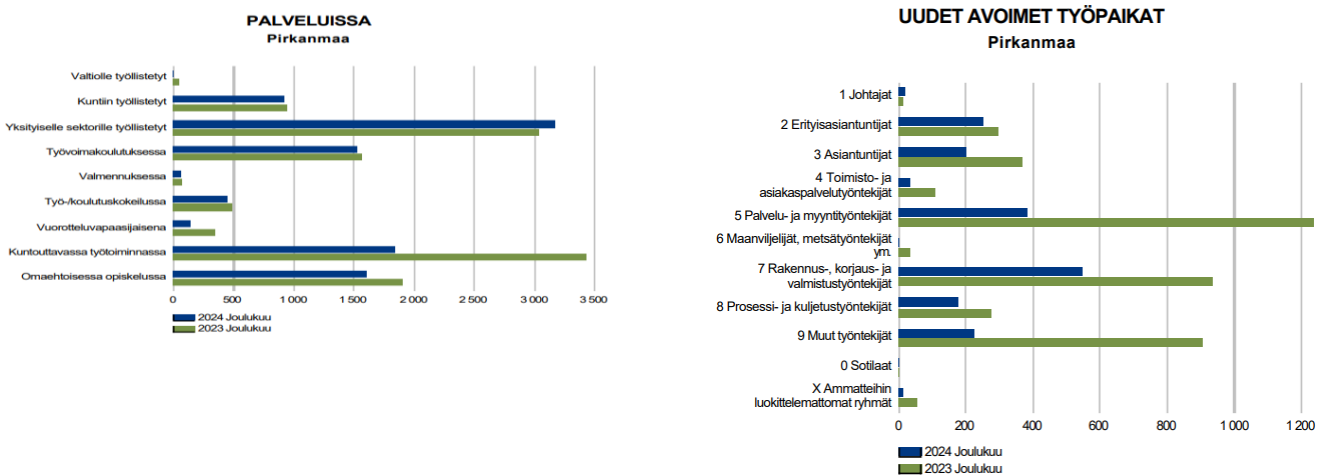 PALVELUISSA
Pirkanmaa
Valtiolle työllistetyt
Kuntiin työllistetyt
Yksityiselle sektorille työllistetyt
Työvoimakoulutuksessa
Valmennuksessa
Työ-/koulutuskokeilussa
Vuorotteluvapaasijaisena
Kuntouttavassa työtoiminnassa
Omaehtoisessa opiskelussa
0 500 1 000 1 500 2 000 2 500 3 000 3 500
2024 Joulukuu
2023 Joulukuu
UUDET AVOIMET TYÖPAIKAT
Pirkanmaa
1 Johtajat
2 Erityisasiantuntijat
3 Asiantuntijat
4 Toimisto- ja
asiakaspalvelutyöntekijät
5 Palvelu- ja myyntityöntekijät
6 Maanviljelijät, metsätyöntekijät
ym.
7 Rakennus-, korjaus- ja
valmistustyöntekijät
8 Prosessi- ja kuljetustyöntekijät
9 Muut työntekijät
0 Sotilaat
X Ammatteihin
luokittelemattomat ryhmät
0 200 400 600 800 1 000 1 200
2024 Joulukuu
2023 Joulukuu